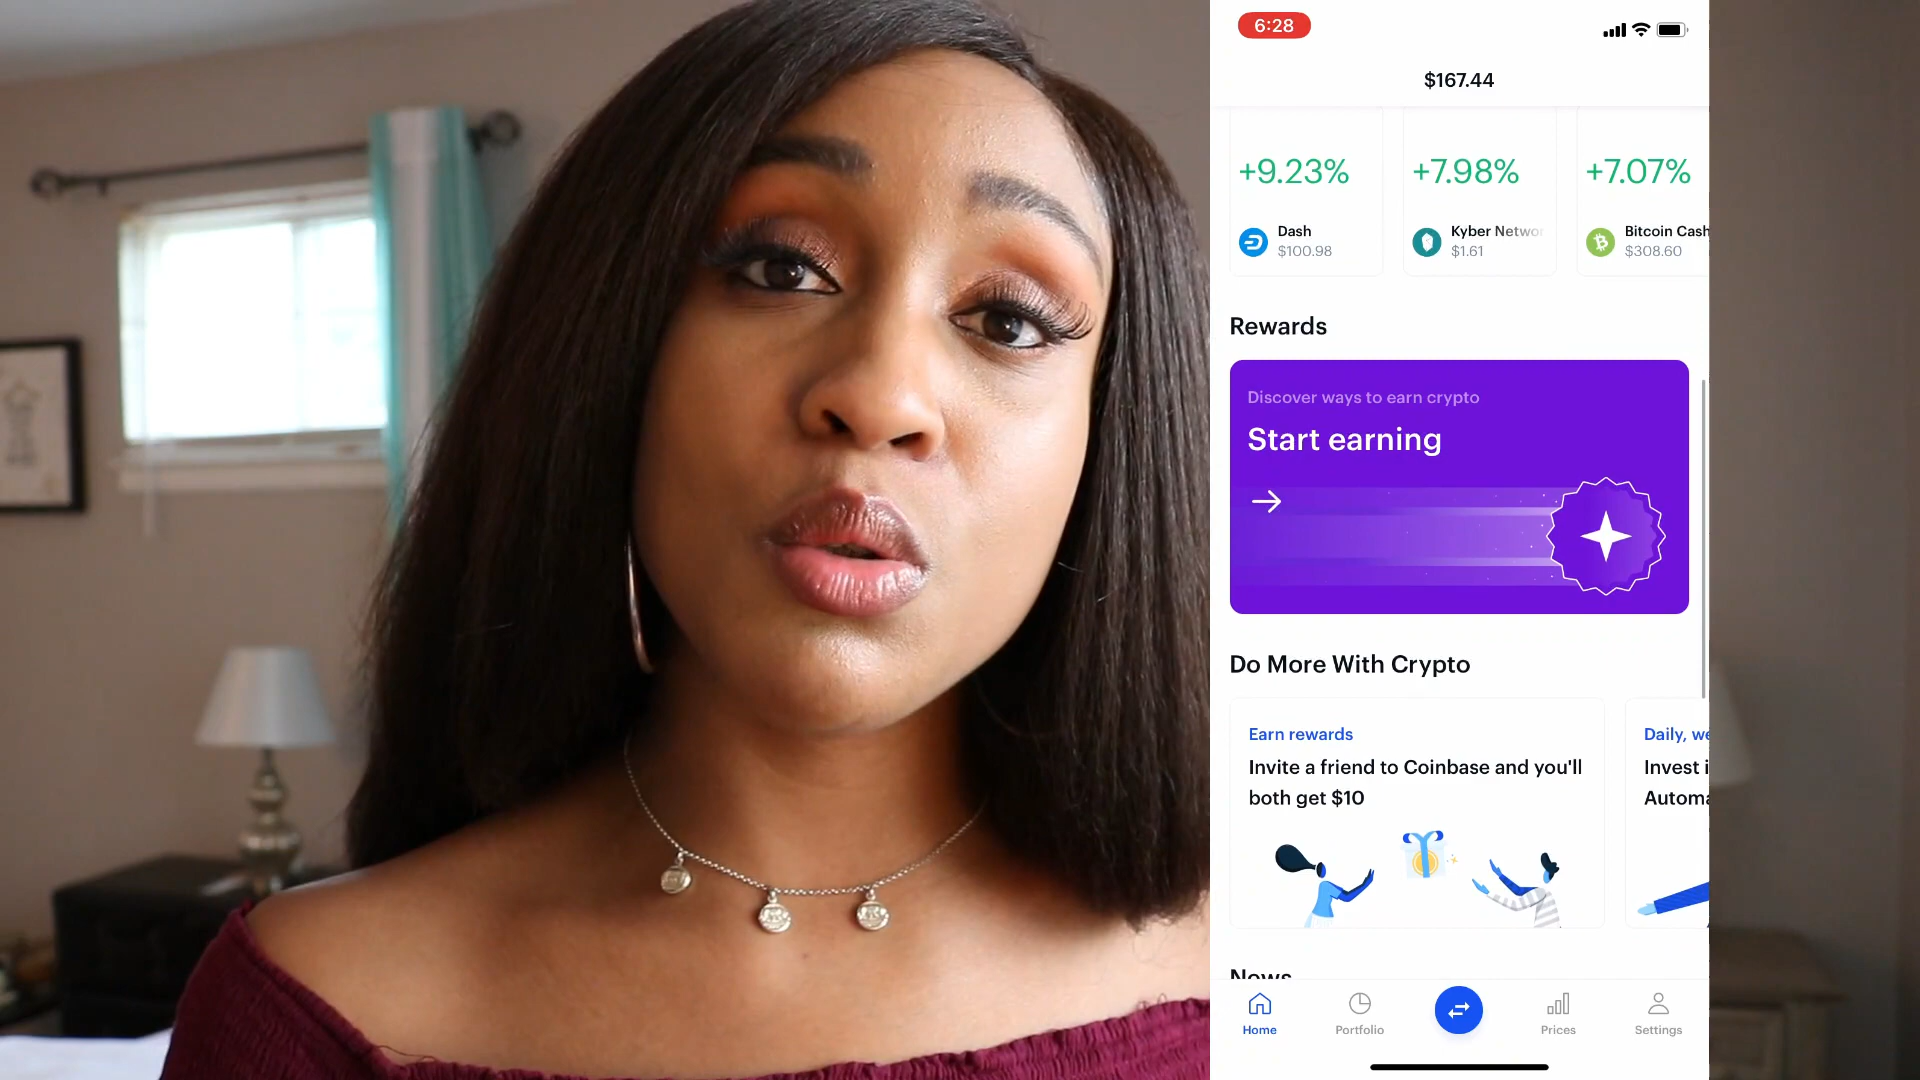 6:28
$167.44
+9.23%
+7.98%
+7.07%
Dash
$100.98
Kyber Networ
$1.61
Bitcoin Cash
$308.60
Rewards
Discover ways to earn crypto
Start earning
Do More With Crypto
Earn rewards
Invite a friend to Coinbase and you'll
both get $10
Daily, we
Invest i
Automa
News
Home
Portfolio
Prices
Settings